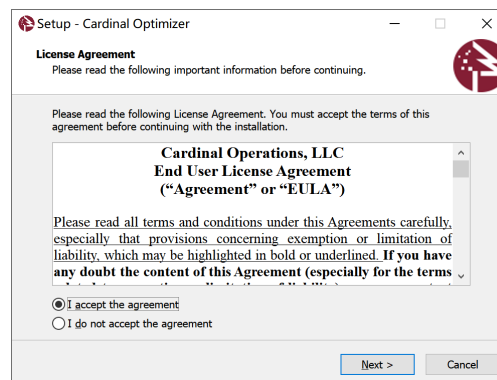 Setup - Cardinal Optimizer
License Agreement
Please read the following important information before continuing.
Please read the following License Agreement. You must accept the terms of this
agreement before continuing with the installation.
Cardinal Operations, LLC
End User License Agreement
(“Agreement” or “EULA”)
Please read all terms and conditions under this Agreements carefully,
especially that provisions concerning exemption or limitation of
liability, which may be highlighted in bold or underlined. If you have
any doubt the content of this Agreement (especially for the terms
I accept the agreement
I do not accept the agreement
Next >
Cancel